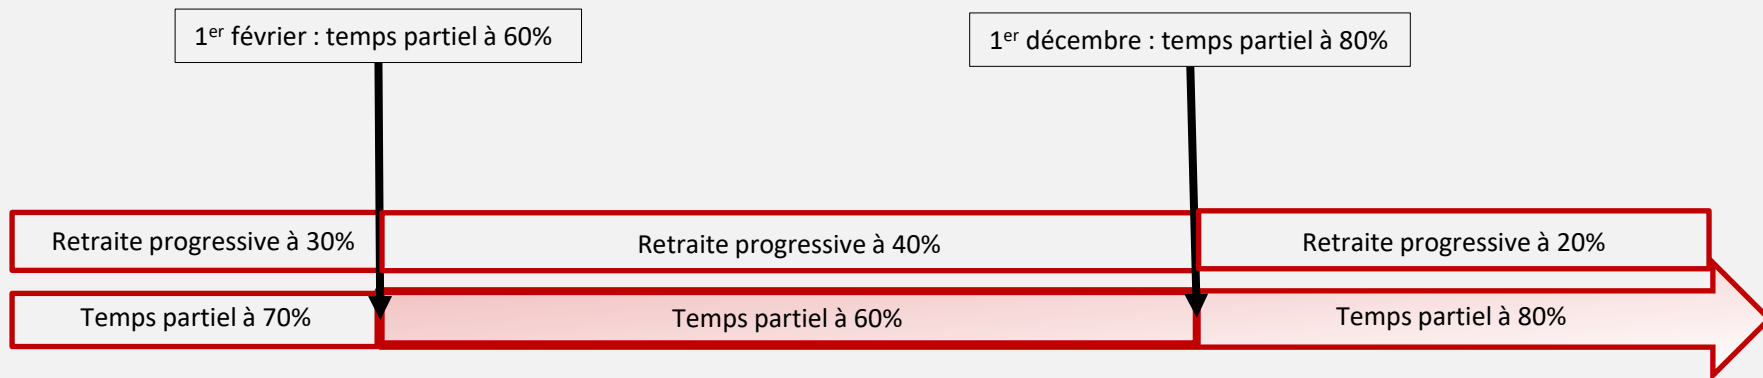 1er février : temps partiel à 60%
1er décembre : temps partiel à 80%
Retraite progressive à 30%
Retraite progressive à 40%
Retraite progressive à 20%
Temps partiel à 70%
Temps partiel à 60%
Temps partiel à 80%